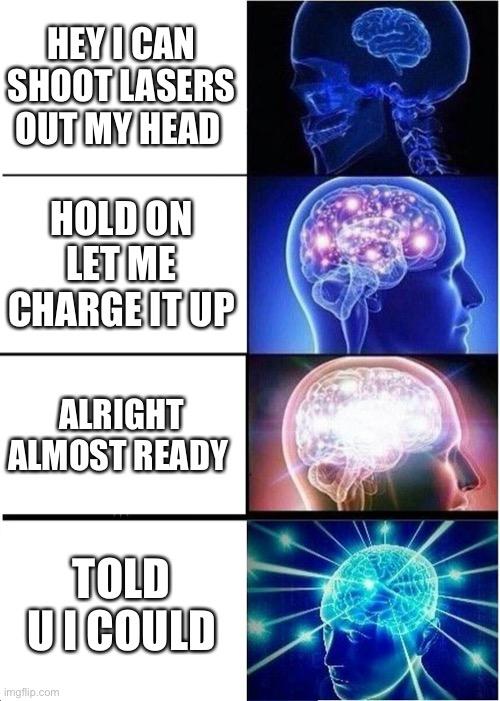 HEY I CAN
SHOOT LASERS
OUT MY HEAD
HOLD ON
LET ME
CHARGE IT UP
ALRIGHT
ALMOST READY
TOLD
U I COULD
imgflip.com